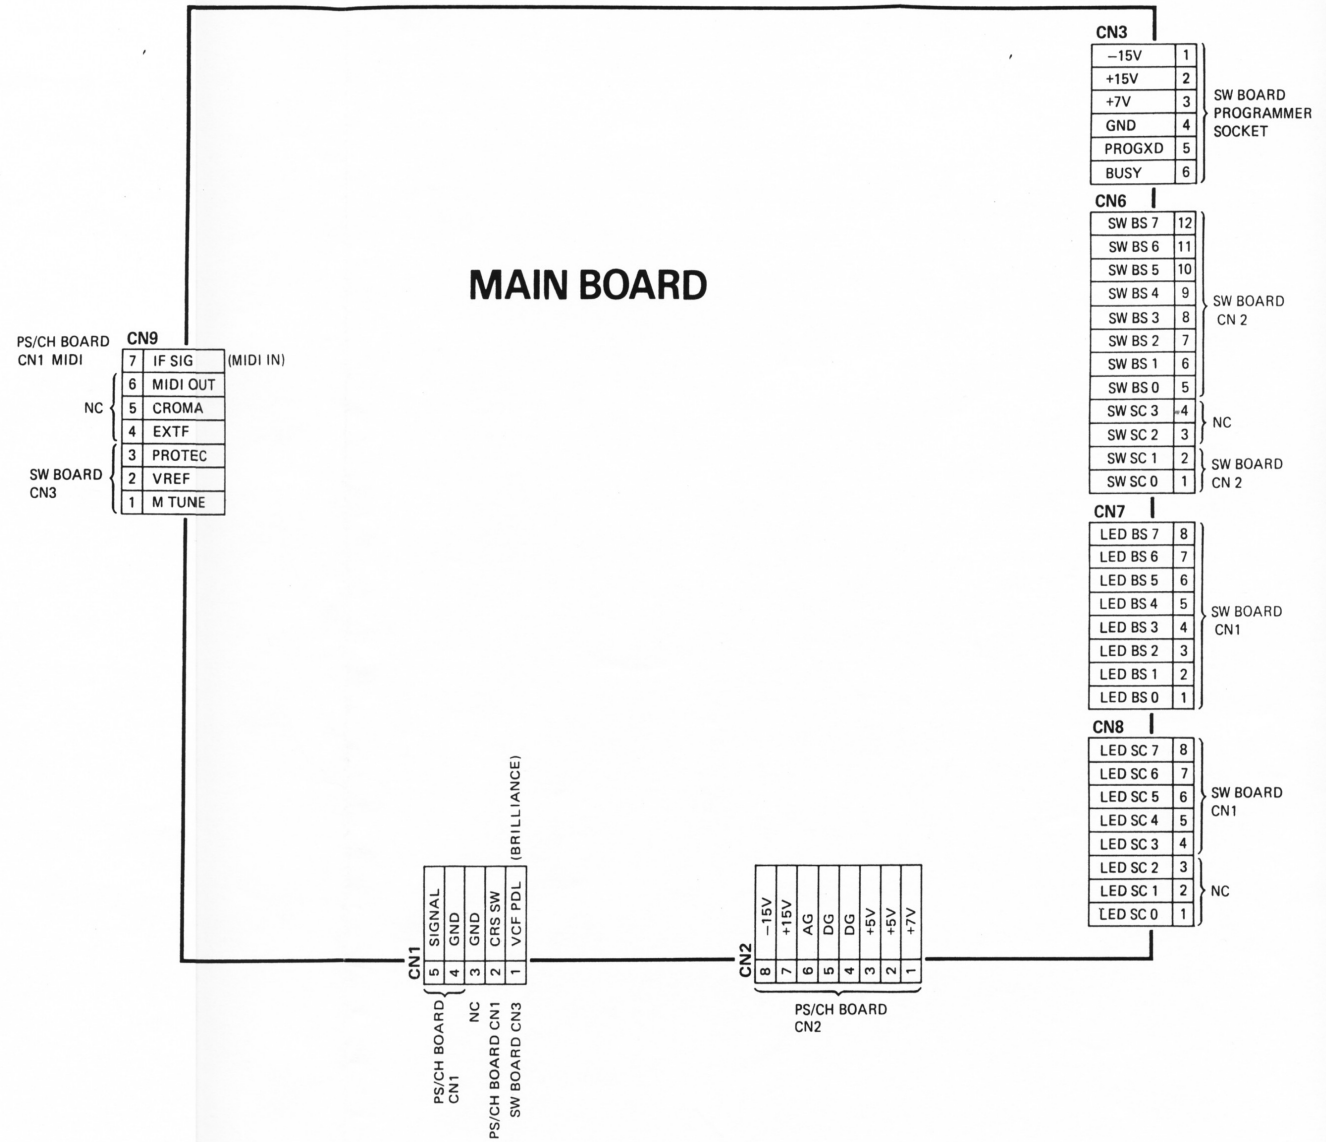 CN3
−15V 1
+15V 2
+7V 3
GND 4
PROGXD 5
BUSY 6
SW BOARD
PROGRAMMER
SOCKET
CN6
SW BS 7 12
SW BS 6 11
SW BS 5 10
SW BS 4 9
SW BS 3 8
SW BS 2 7
SW BS 1 6
SW BS 0 5
SW SC 3 4
SW SC 2 3
SW SC 1 2
SW SC 0 1
SW BOARD
CN 2
NC
SW BOARD
CN 2
MAIN BOARD
PS/CH BOARD
CN1 MIDI
CN9
7 IF SIG (MIDI IN)
6 MIDI OUT
5 CROMA
4 EXTF
3 PROTEC
2 VREF
1 M TUNE
NC
SW BOARD
CN3
CN7
LED BS 7 8
LED BS 6 7
LED BS 5 6
LED BS 4 5
LED BS 3 4
LED BS 2 3
LED BS 1 2
LED BS 0 1
SW BOARD
CN1
CN8
LED SC 7 8
LED SC 6 7
LED SC 5 6
LED SC 4 5
LED SC 3 4
LED SC 2 3
LED SC 1 2
LED SC 0 1
SW BOARD
CN1
NC
CN1
5 SIGNAL
4 GND
3 GND
2 CRS SW
1 VCF PDL (BRILLIANCE)
PS/CH BOARD
CN1
NC
PS/CH BOARD CN1
SW BOARD CN3
CN2
8 −15V
7 +15V
6 AG
5 DG
4 DG
3 +5V
2 +5V
1 +7V
PS/CH BOARD
CN2